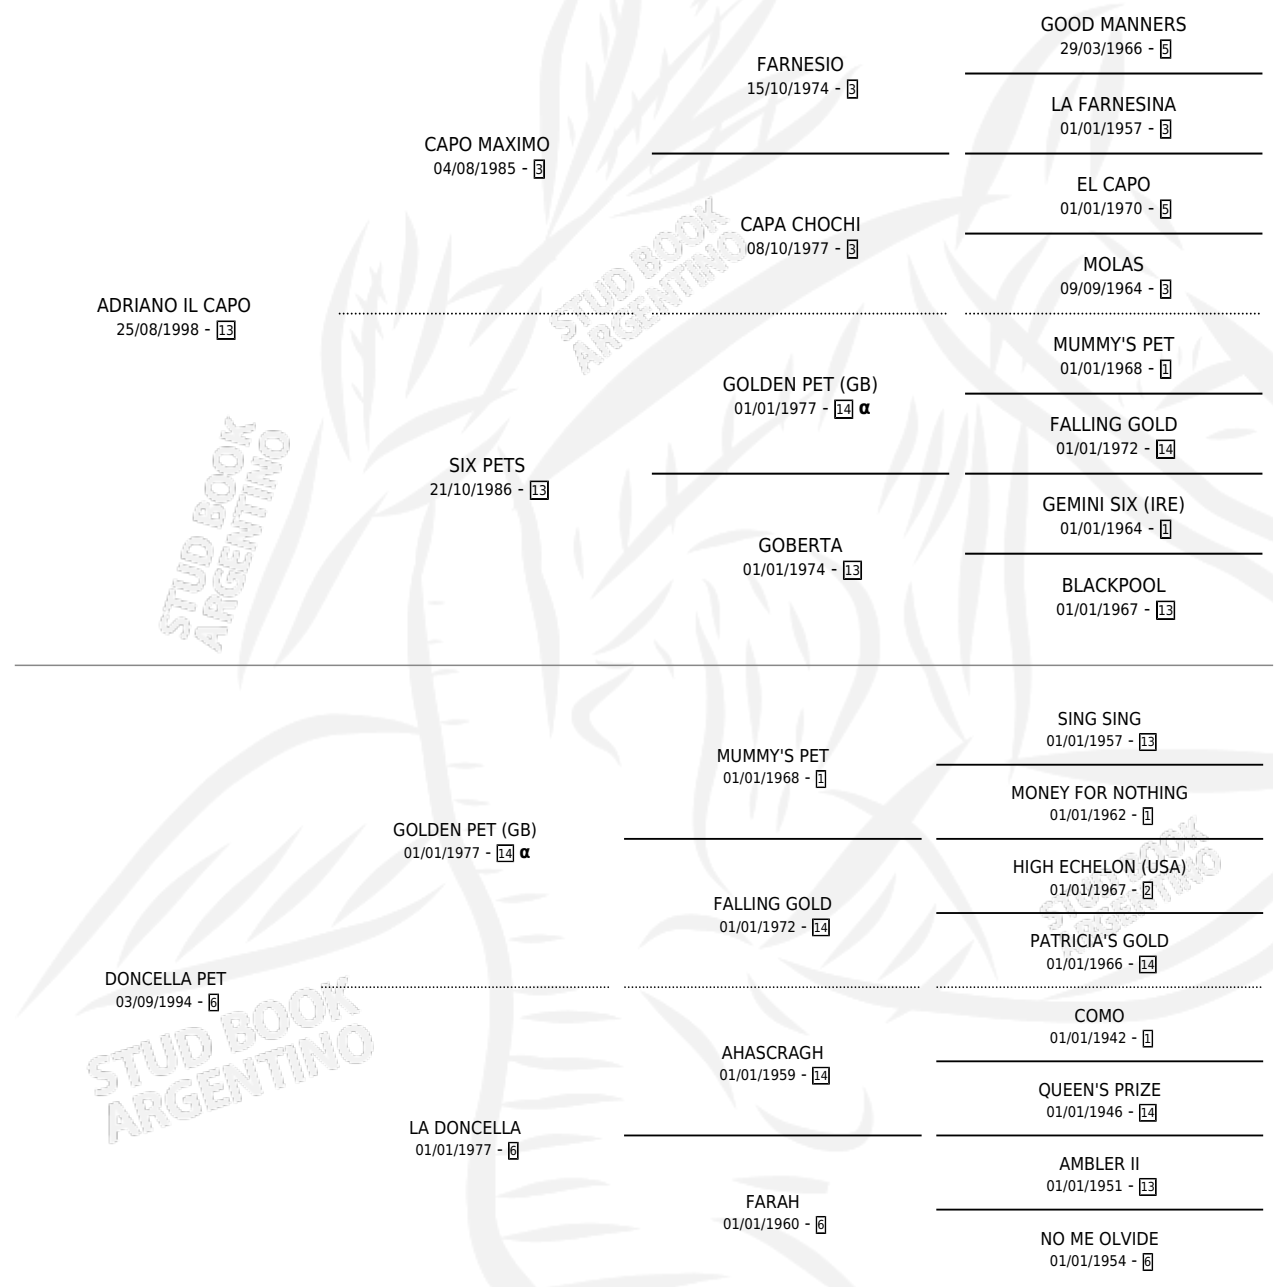 GOOD MANNERS
29/03/1966 - 5
FARNESIO
15/10/1974 - 3
LA FARNESINA
01/01/1957 - 3
CAPO MAXIMO
04/08/1985 - 3
EL CAPO
01/01/1970 - 5
CAPA CHOCHI
08/10/1977 - 3
MOLAS
09/09/1964 - 3
ADRIANO IL CAPO
25/08/1998 - 13
MUMMY'S PET
01/01/1968 - 1
GOLDEN PET (GB)
01/01/1977 - 14 α
FALLING GOLD
01/01/1972 - 14
SIX PETS
21/10/1986 - 13
GEMINI SIX (IRE)
01/01/1964 - 1
GOBERTA
01/01/1974 - 13
BLACKPOOL
01/01/1967 - 13
SING SING
01/01/1957 - 13
MUMMY'S PET
01/01/1968 - 1
MONEY FOR NOTHING
01/01/1962 - 1
GOLDEN PET (GB)
01/01/1977 - 14 α
HIGH ECHELON (USA)
01/01/1967 - 2
FALLING GOLD
01/01/1972 - 14
PATRICIA'S GOLD
01/01/1966 - 14
DONCELLA PET
03/09/1994 - 6
COMO
01/01/1942 - 1
AHASCRAGH
01/01/1959 - 14
QUEEN'S PRIZE
01/01/1946 - 14
LA DONCELLA
01/01/1977 - 6
AMBLER II
01/01/1951 - 13
FARAH
01/01/1960 - 6
NO ME OLVIDE
01/01/1954 - 6
STUD BOOK
ARGENTINO
STUD BOOK
ARGENTINO
STUD BOOK
ARGENTINO
STUD BOOK
ARGENTINO